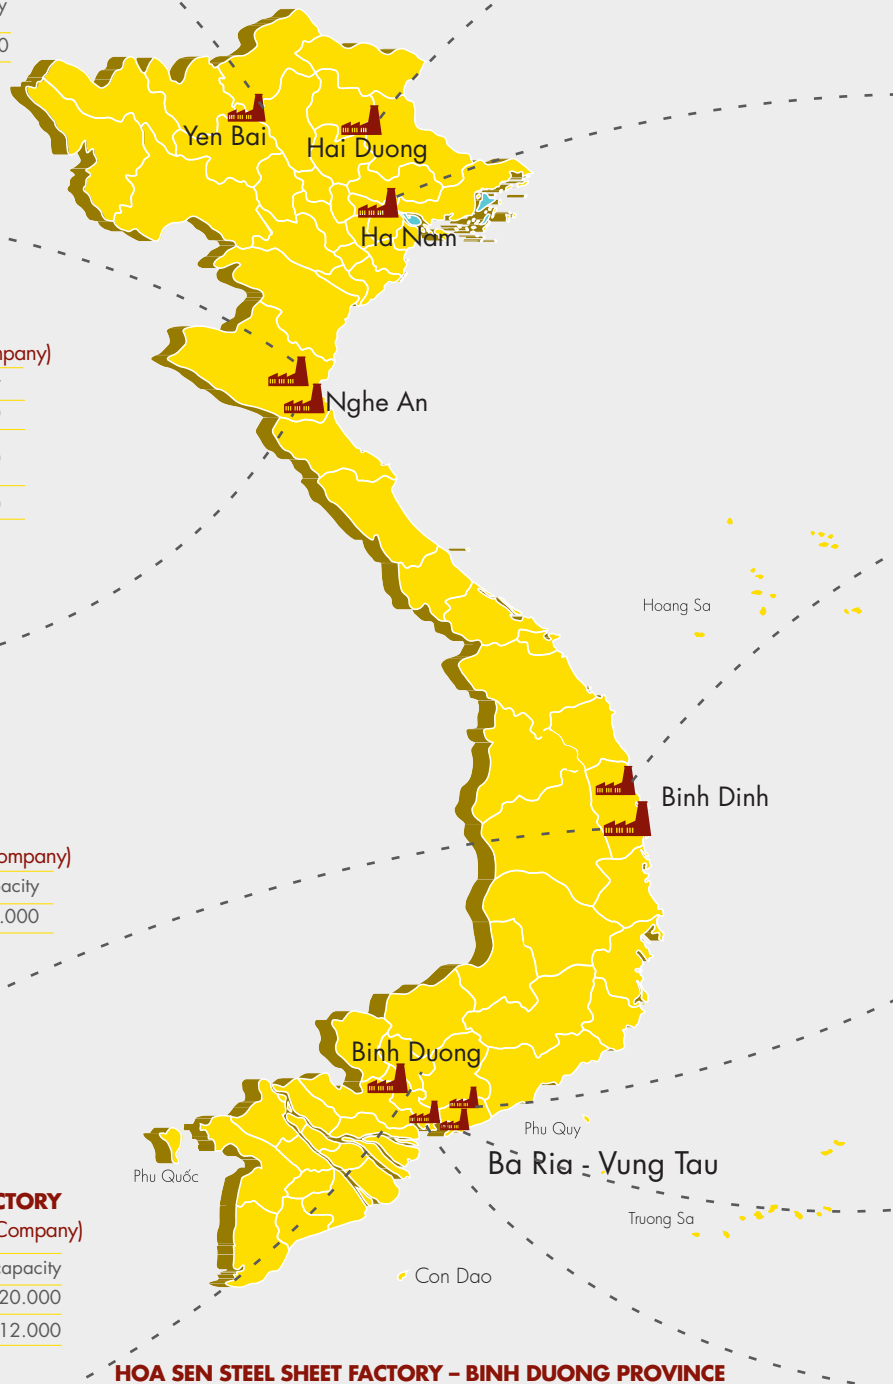 Yen Bai
Hai Duong
Ha Nam
Nghe An
Hoang Sa
Binh Dinh
Binh Duong
Phu Quy
Ba Ria - Vung Tau
Phu Quốc
Truong Sa
Con Dao
mpany)
ompany)
acity
.000
CTORY
Company)
capacity
20.000
12.000
HOA SEN STEEL SHEET FACTORY – BINH DUONG PROVINCE